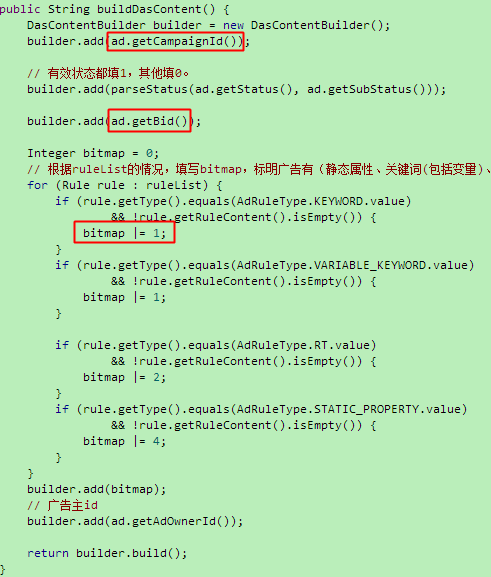 public String buildDasContent() {
    DasContentBuilder builder = new DasContentBuilder();
    builder.add(ad.getCampaignId());

    // 有效状态都填1，其他填0。
    builder.add(parseStatus(ad.getStatus(), ad.getSubStatus()));

    builder.add(ad.getBid());

    Integer bitmap = 0;
    // 根据ruleList的情况，填写bitmap，标明广告有（静态属性、关键词(包括变量)、
    for (Rule rule : ruleList) {
        if (rule.getType().equals(AdRuleType.KEYWORD.value)
                && !rule.getRuleContent().isEmpty()) {
            bitmap |= 1;
        }
        if (rule.getType().equals(AdRuleType.VARIABLE_KEYWORD.value)
                && !rule.getRuleContent().isEmpty()) {
            bitmap |= 1;
        }

        if (rule.getType().equals(AdRuleType.RT.value)
                && !rule.getRuleContent().isEmpty()) {
            bitmap |= 2;
        }
        if (rule.getType().equals(AdRuleType.STATIC_PROPERTY.value)
                && !rule.getRuleContent().isEmpty()) {
            bitmap |= 4;
        }
    }
    builder.add(bitmap);
    // 广告主id
    builder.add(ad.getAdOwnerId());

    return builder.build();
}